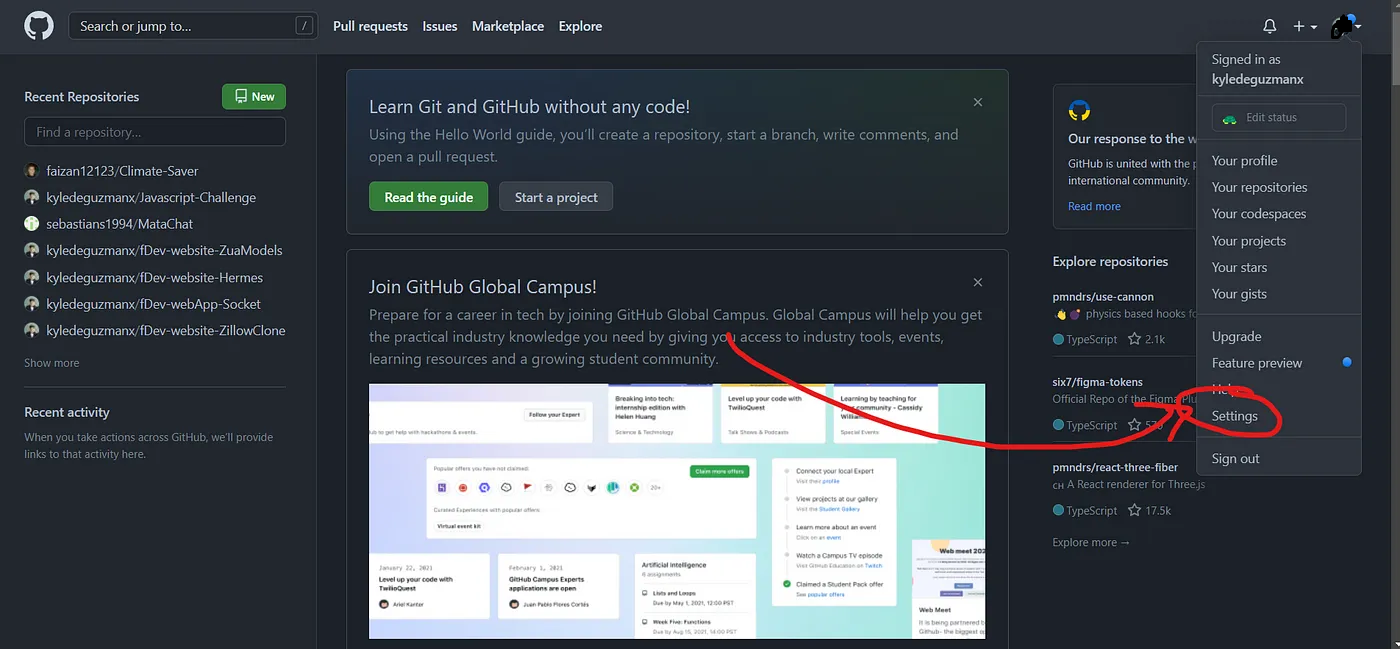 Search or jump to...
/
Pull requests
Issues
Marketplace
Explore
Recent Repositories
New
Find a repository...
faizan12123/Climate-Saver
kyledeguzmanx/Javascript-Challenge
sebastians1994/MataChat
kyledeguzmanx/fDev-website-ZuaModels
kyledeguzmanx/fDev-website-Hermes
kyledeguzmanx/fDev-webApp-Socket
kyledeguzmanx/fDev-website-ZillowClone
Show more
Recent activity
When you take actions across GitHub, we'll provide
links to that activity here.
Learn Git and GitHub without any code!
Using the Hello World guide, you'll create a repository, start a branch, write comments, and
open a pull request.
Read the guide
Start a project
Join GitHub Global Campus!
Prepare for a career in tech by joining GitHub Global Campus. Global Campus will help you get
the practical industry knowledge you need by giving you access to industry tools, events,
learning resources and a growing student community.
Follow your Expert
to get help with hackathons & events.
Breaking into tech:
internship edition with
Helen Huang
Science & Technology
Level up your code with
TwilioQuest
Talk Shows & Podcasts
Learning by teaching for
your community - Cassidy
Special Events
Popular offers you have not claimed:
Claim more offers
20+
Curated Experiences with popular offers:
Virtual event kit
Connect your local Expert
Visit their profile
View projects at our gallery
Visit the Student Gallery
Learn more about an event
Click on an event
Watch a Campus TV episode
Visit GitHub Education on Twitch
Claimed a Student Pack offer
See popular offers
January 22, 2021
Level up your code with
TwilioQuest
Ariel Kanter
February 1, 2021
GitHub Campus Experts
applications are open
Juan Pablo Flores Cortés
Artificial intelligence
6 assignments
Lists and Loops
Due by May 1, 2021, 12:00 PST
Week Five: Functions
Due by Aug 15, 2021, 14:00 PST
Web meet 202
Web Meet
It is being partnered b
Github- the biggest o
Our response to the w
GitHub is united with the p
international community.
Read more
Explore repositories
pmndrs/use-cannon
physics based hooks fo
TypeScript
2.1k
six7/figma-tokens
Official Repo of the Figma Plu
TypeScript
pmndrs/react-three-fiber
A React renderer for Three.js
TypeScript
17.5k
Explore more →
Signed in as
kyledeguzmanx
Edit status
Your profile
Your repositories
Your codespaces
Your projects
Your stars
Your gists
Upgrade
Feature preview
Help
Settings
Sign out